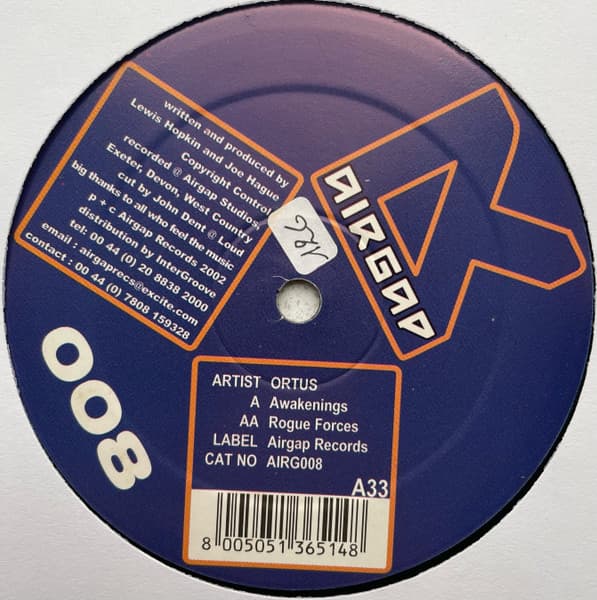 written and produced by
Lewis Hopkin and Joe Hague
Copyright Control
recorded @ Airgap Studios
Exeter, Devon, West Country
cut by John Dent @ Loud
big thanks to all who feel the music
p + c Airgap Records 2002
distribution by InterGroove
tel: 00 44 (0) 20 8838 2000
email : airgaprecs@excite.com
contact : 00 44 (0) 7808 159328
AIRGAP
008
ARTIST ORTUS
A Awakenings
AA Rogue Forces
LABEL Airgap Records
CAT NO AIRG008
A33
8 005051 365148